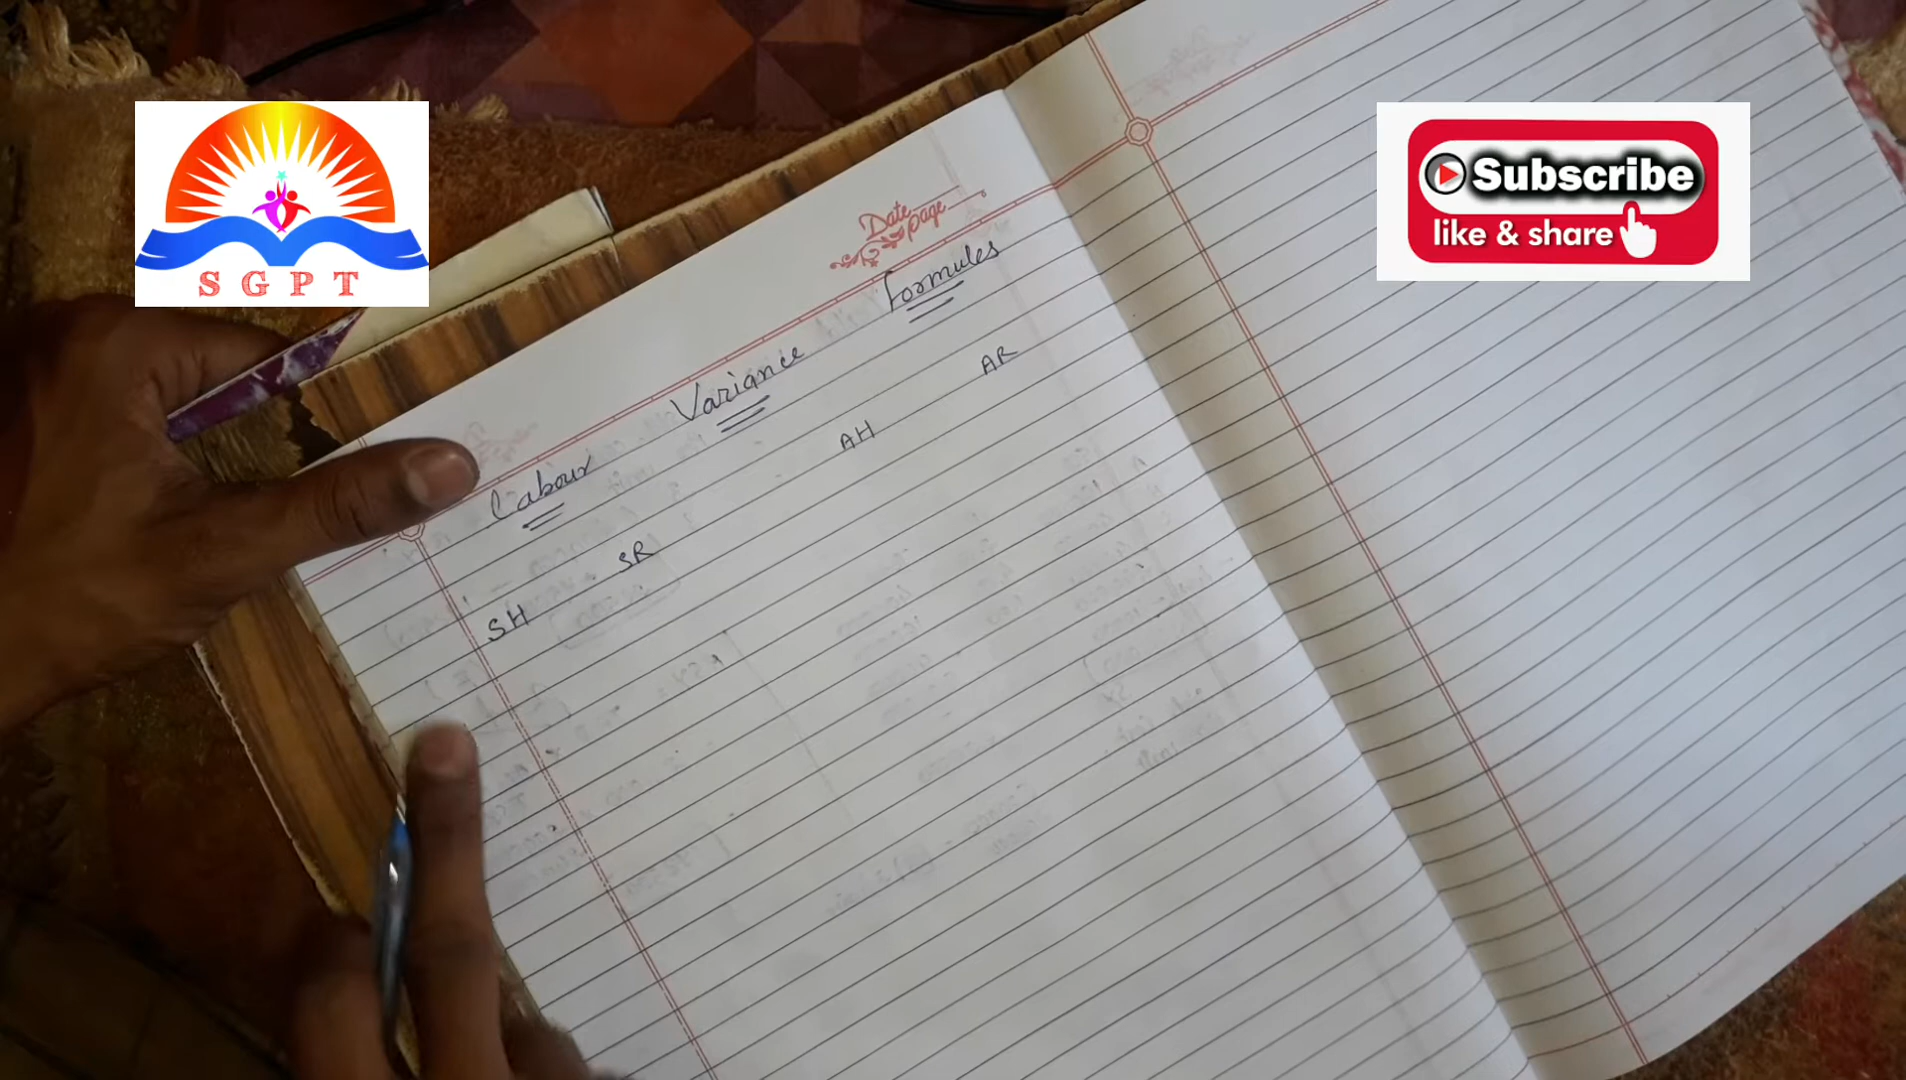 SGPT
Subscribe
like & share
Date
Page
Labour Variance Formules
SH SR AH AR